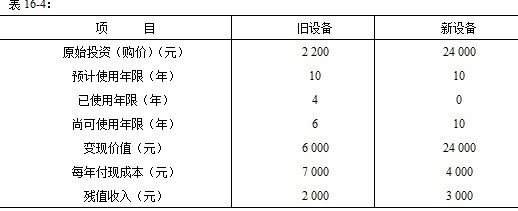 表 16-4：
项 目 旧设备 新设备
原始投资（购价）（元） 2 200 24 000
预计使用年限（年） 10 10
已使用年限（年） 4 0
尚可使用年限（年） 6 10
变现价值（元） 6 000 24 000
每年付现成本（元） 7 000 4 000
残值收入（元） 2 000 3 000